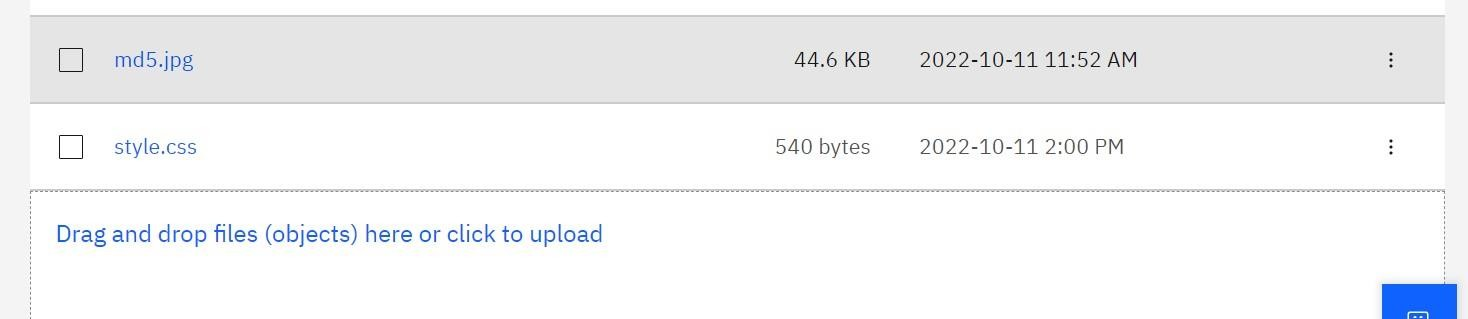 md5.jpg 44.6 KB 2022-10-11 11:52 AM
style.css 540 bytes 2022-10-11 2:00 PM
Drag and drop files (objects) here or click to upload